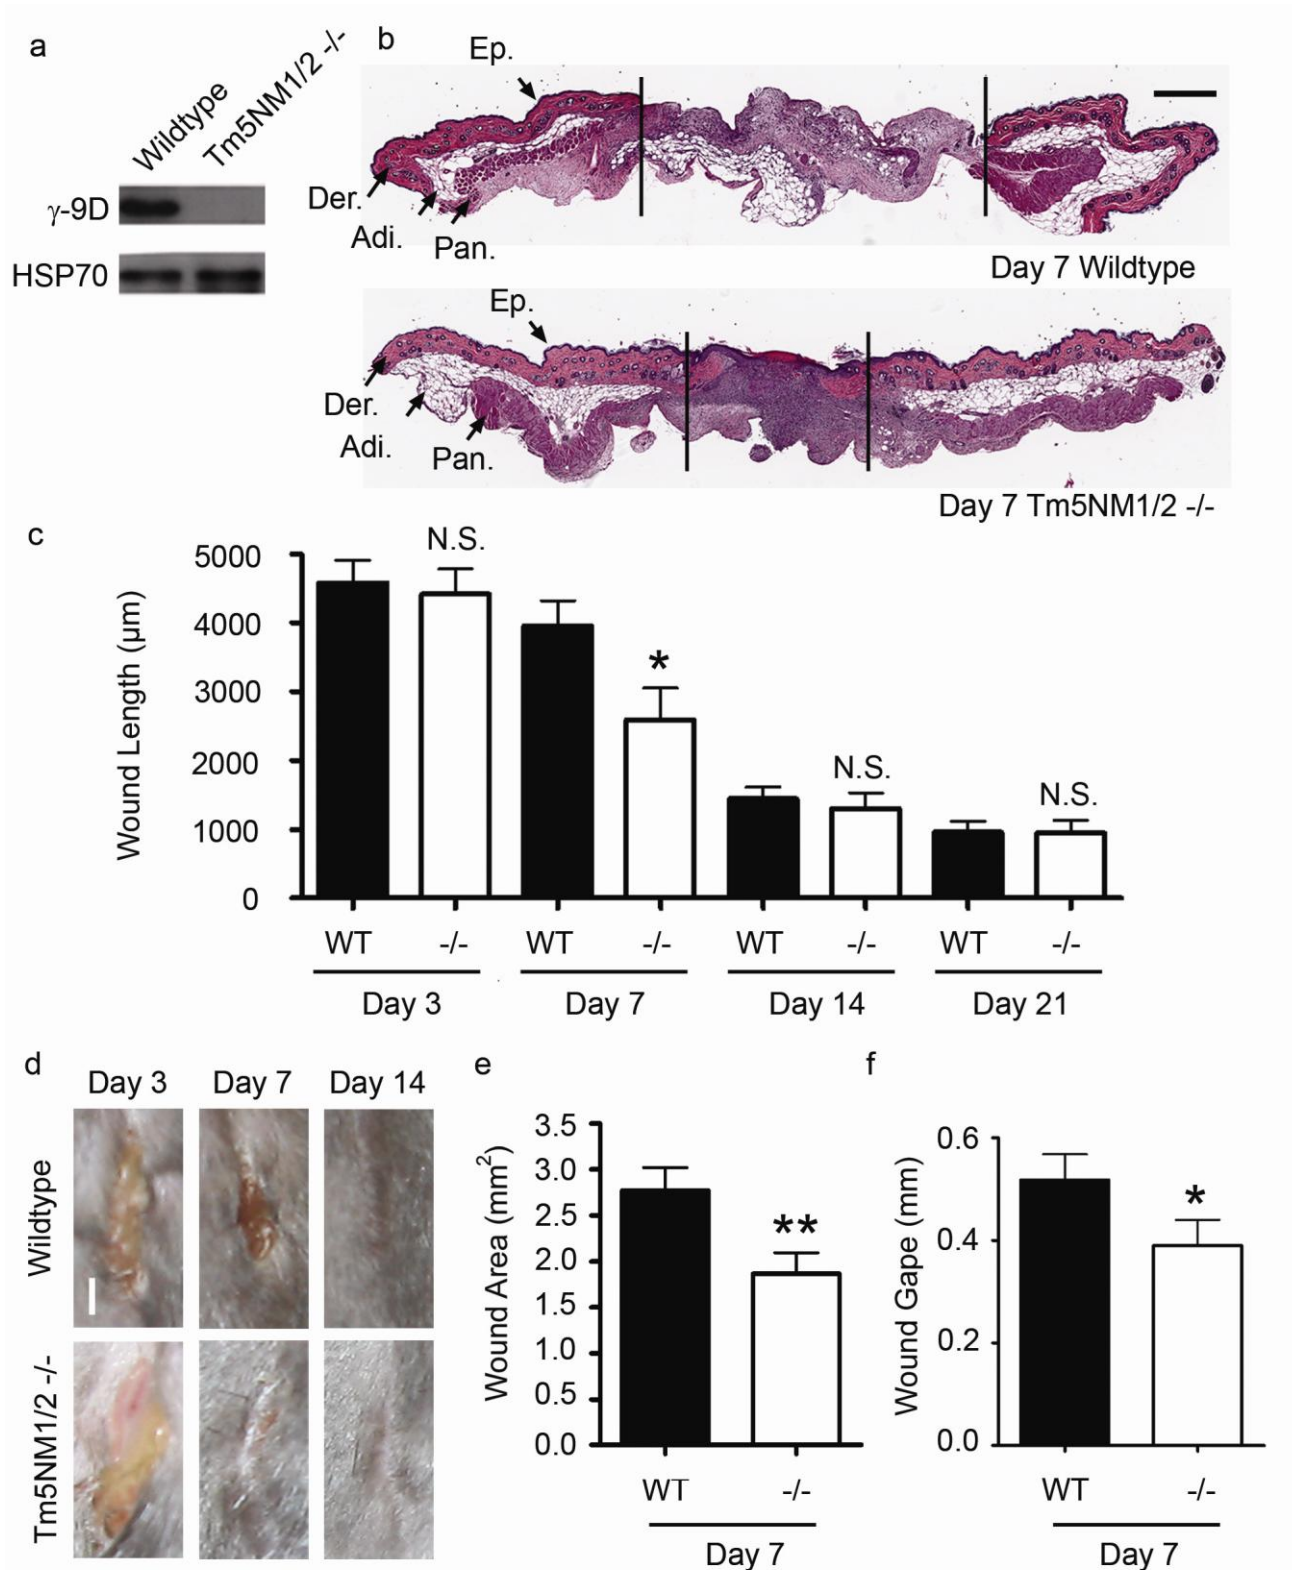 a
Wildtype
Tm5NM1/2 -/-
γ-9D
HSP70
b
Ep.
Der.
Adi.
Pan.
Day 7 Wildtype
Ep.
Der.
Adi.
Pan.
Day 7 Tm5NM1/2 -/-
c
Wound Length (µm)
5000
4000
3000
2000
1000
0
N.S.
*
N.S.
N.S.
WT -/- WT -/- WT -/- WT -/-
Day 3 Day 7 Day 14 Day 21
d
Day 3 Day 7 Day 14
Wildtype
Tm5NM1/2 -/-
e
Wound Area (mm²)
3.5
3.0
2.5
2.0
1.5
1.0
0.5
0.0
**
WT -/-
Day 7
f
Wound Gape (mm)
0.6
0.4
0.2
0.0
*
WT -/-
Day 7